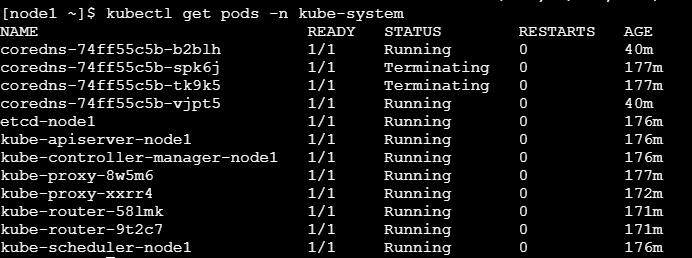 [node1 ~]$ kubectl get pods -n kube-system
NAME READY STATUS RESTARTS AGE
coredns-74ff55c5b-b2blh 1/1 Running 0 40m
coredns-74ff55c5b-spk6j 1/1 Terminating 0 177m
coredns-74ff55c5b-tk9k5 1/1 Terminating 0 177m
coredns-74ff55c5b-vjpt5 1/1 Running 0 40m
etcd-node1 1/1 Running 0 176m
kube-apiserver-node1 1/1 Running 0 176m
kube-controller-manager-node1 1/1 Running 0 176m
kube-proxy-8w5m6 1/1 Running 0 177m
kube-proxy-xxrr4 1/1 Running 0 172m
kube-router-58lmk 1/1 Running 0 171m
kube-router-9t2c7 1/1 Running 0 171m
kube-scheduler-node1 1/1 Running 0 176m